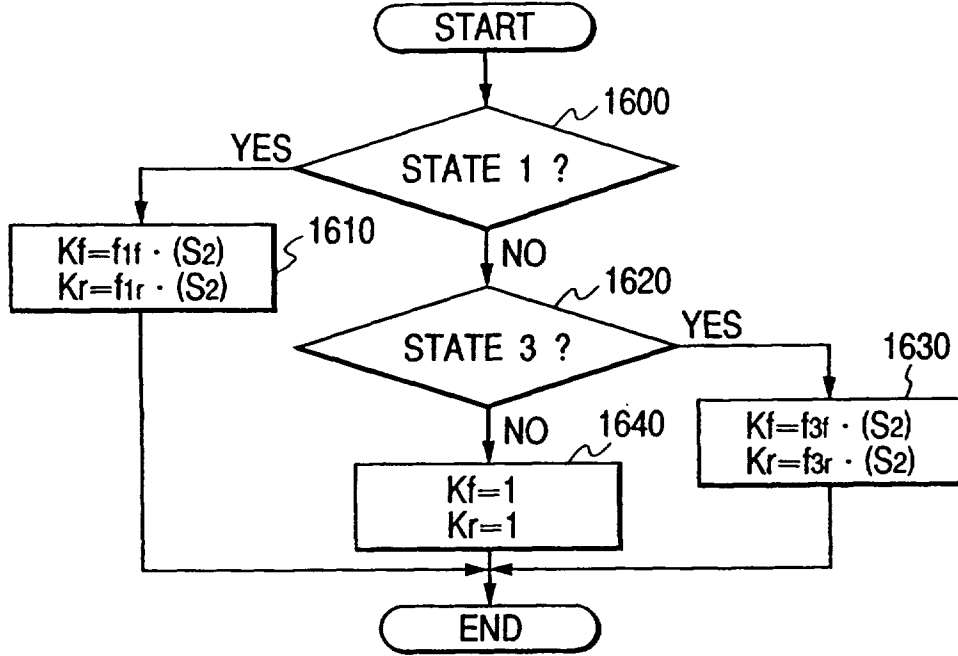 START
1600
YES
STATE 1 ?
1610
Kf=f1f · (S2)
Kr=f1r · (S2)
NO
1620
YES
STATE 3 ?
1630
Kf=f3f · (S2)
Kr=f3r · (S2)
NO
1640
Kf=1
Kr=1
END